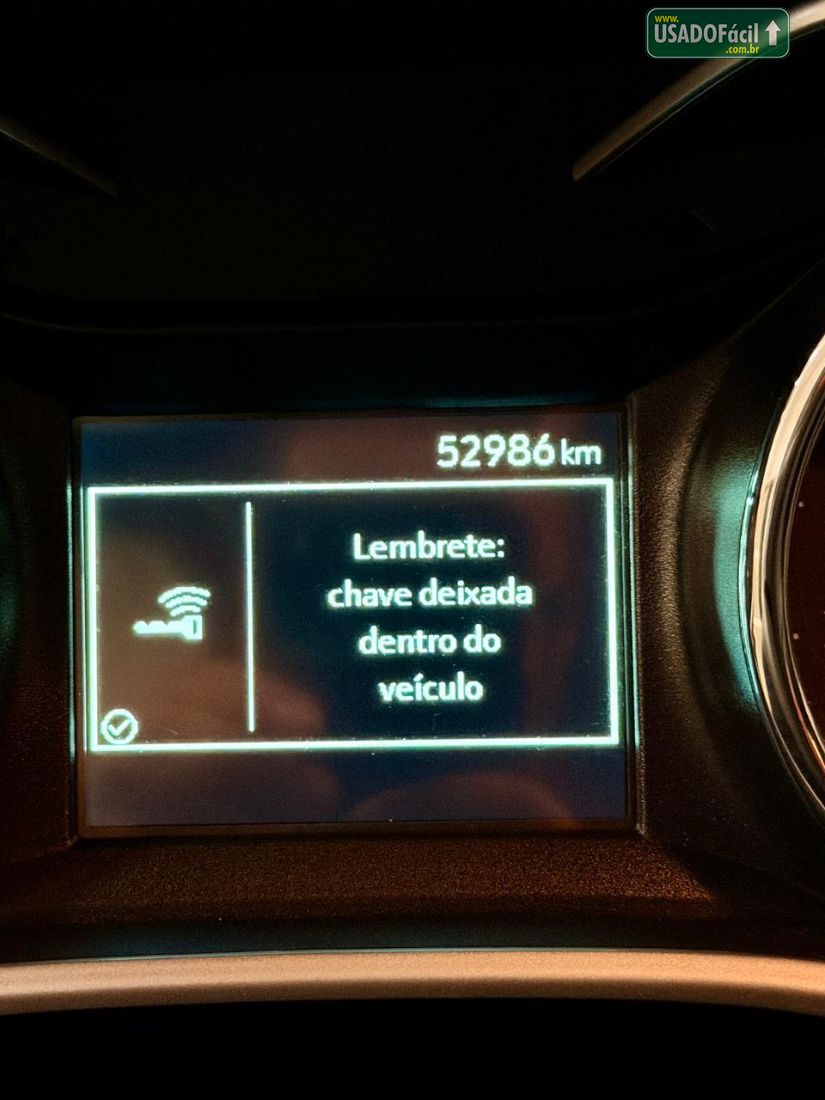 www.
USADOFácil
.com.br
52986 km
Lembrete:
chave deixada
dentro do
veículo